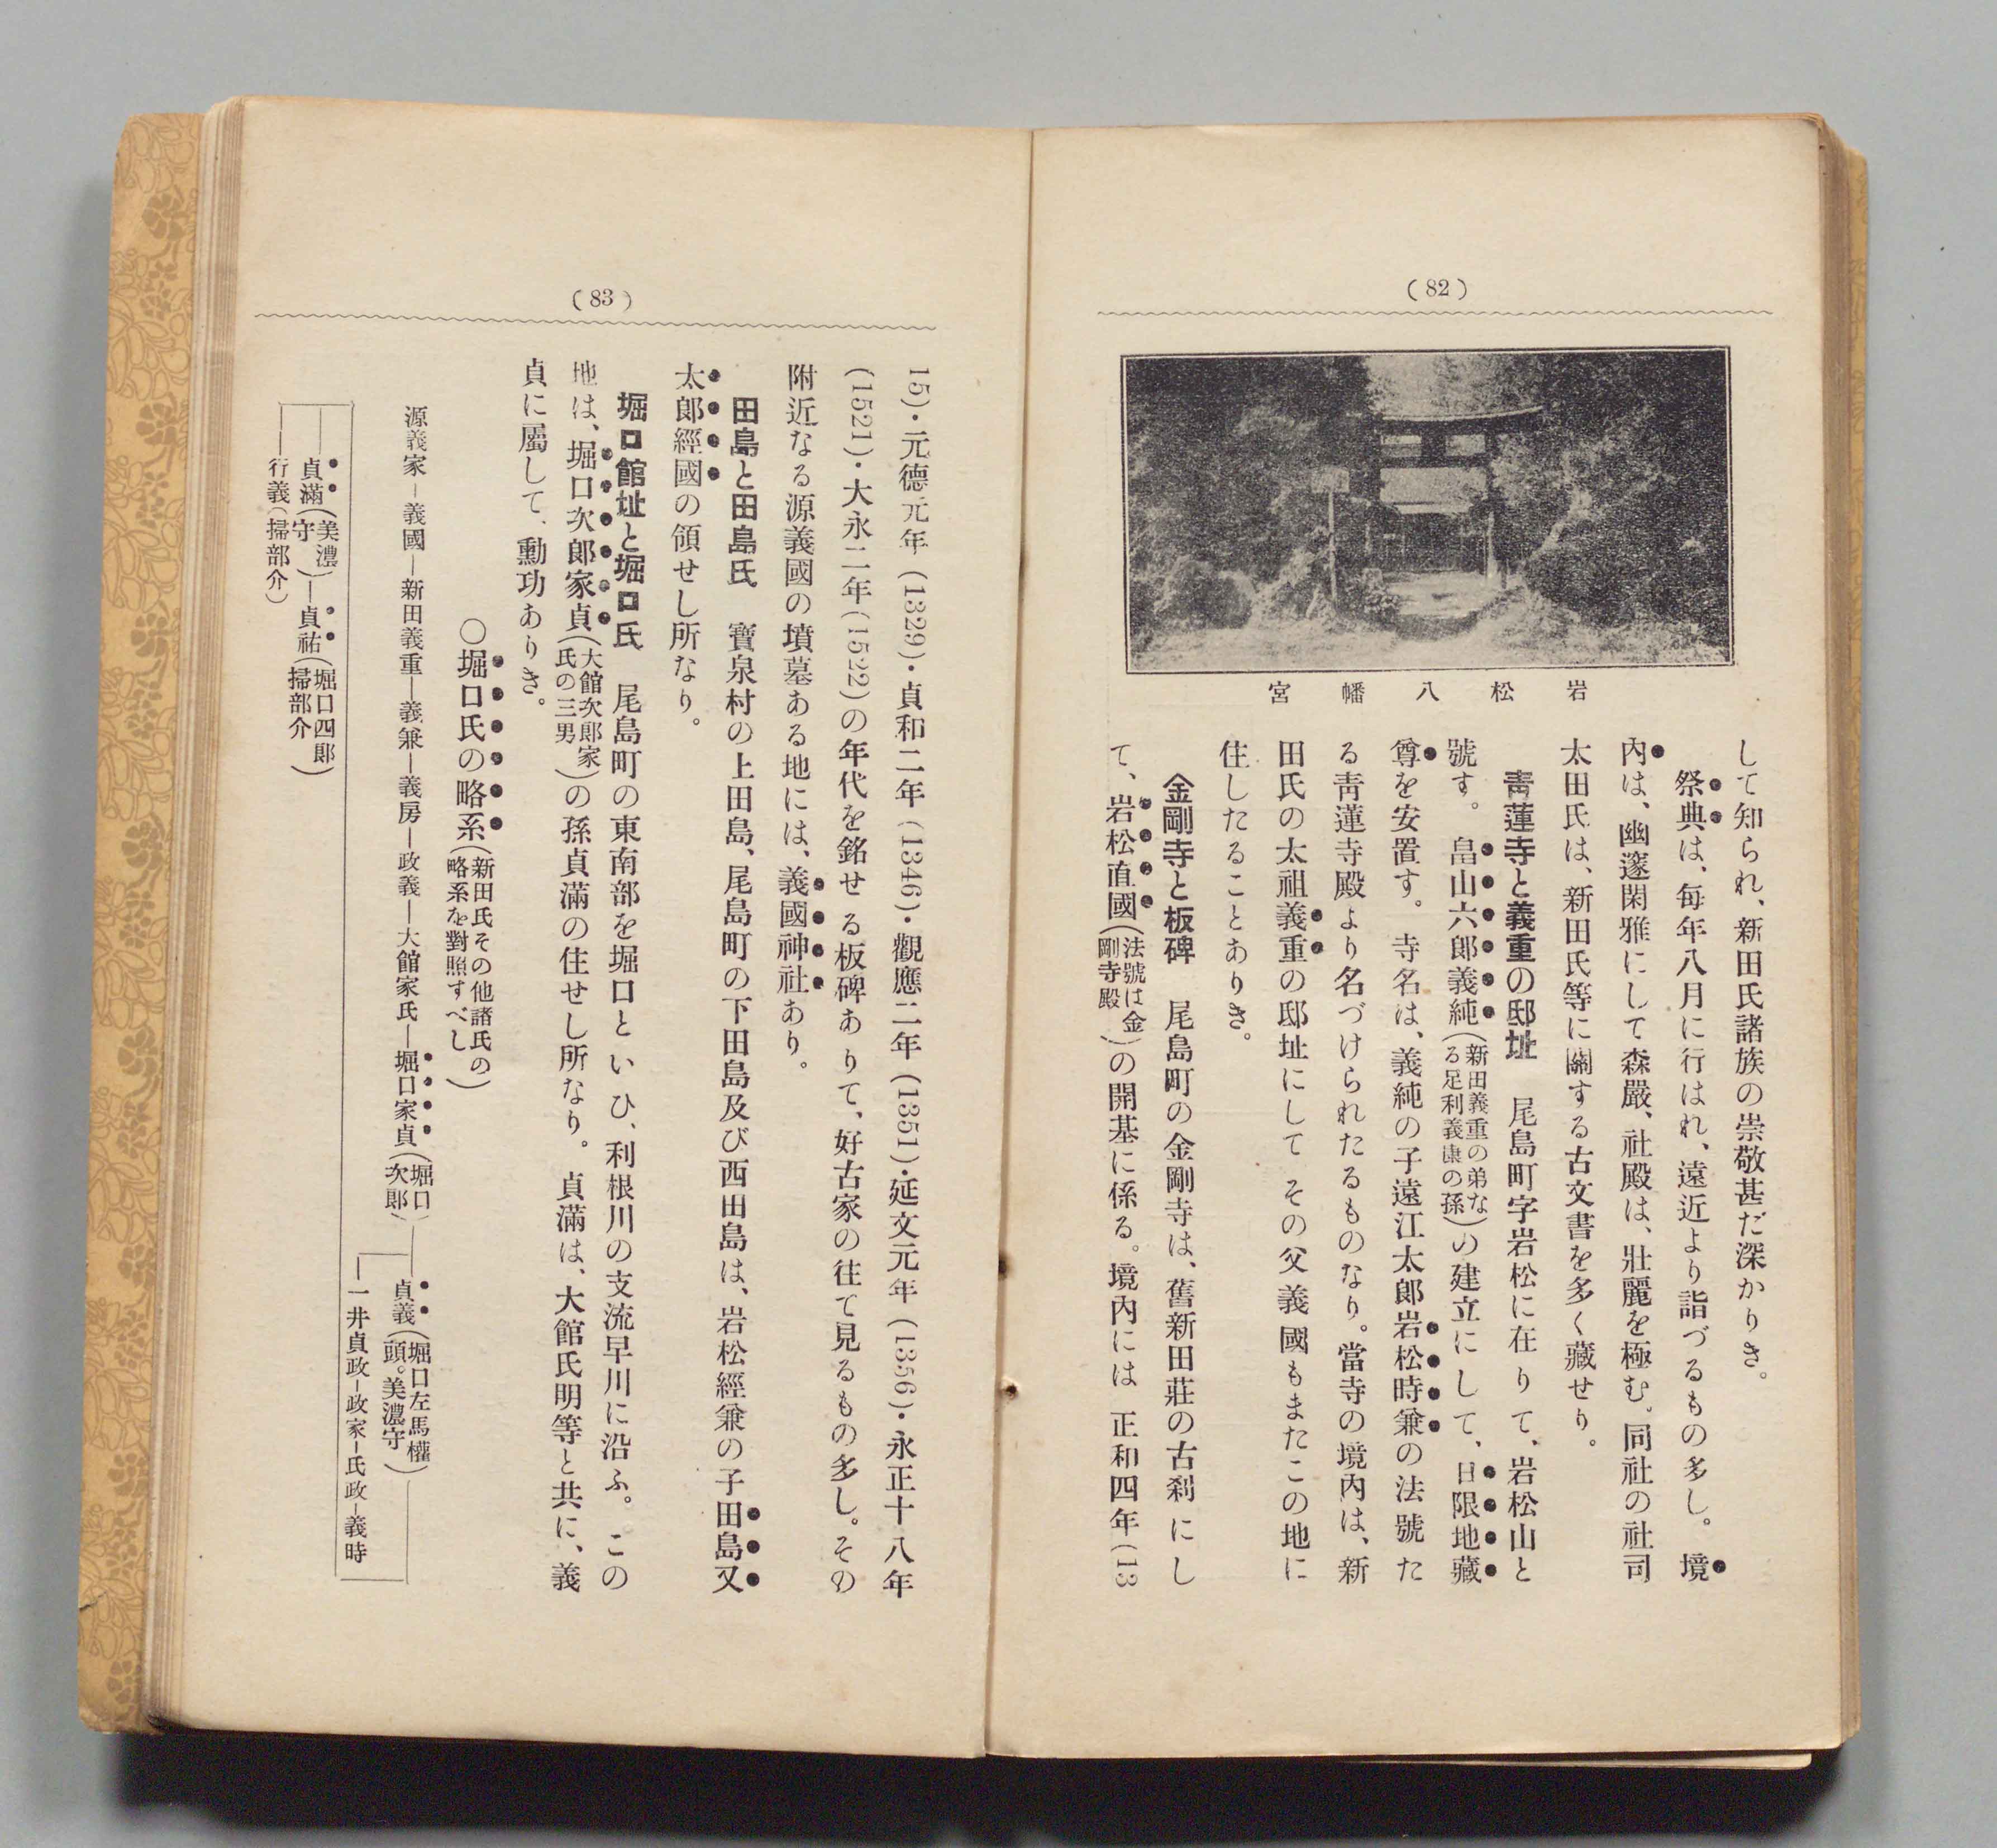 (82)
岩松八幡宮
して知られ、新田氏諸族の崇敬甚だ深かりき。
祭典は、每年八月に行はれ、遠近より詣づるもの多し。境
內は、幽邃閑雅にして森嚴、社殿は、壯麗を極む。同社の社司
太田氏は、新田氏等に關する古文書を多く藏せり。
靑蓮寺と義重の邸址　尾島町字岩松に在りて、岩松山と
號す。畠山六郎義純(新田義重の弟な
る足利義康の孫)の建立にして、日限地藏
尊を安置す。寺名は、義純の子遠江太郎岩松時兼の法號た
る靑蓮寺殿より名づけられたるものなり。當寺の境內は、新
田氏の太祖義重の邸址にしてその父義國もまたこの地に
住したることありき。
金剛寺と板碑　尾島町の金剛寺は、舊新田莊の古刹にし
て、岩松直國(法號は金
剛寺殿)の開基に係る。境內には正和四年(13
(83)
15)・元德元年(1329)・貞和二年(1346)・觀應二年(1351)・延文元年(1356)・永正十八年
(1521)・大永二年(1522)の年代を銘せる板碑ありて、好古家の往て見るもの多し。その
附近なる源義國の墳墓ある地には、義國神社あり。
田島と田島氏　寶泉村の上田島、尾島町の下田島及び西田島は、岩松經兼の子田島又
太郎經國の領せし所なり。
堀口館址と堀口氏　尾島町の東南部を堀口といひ、利根川の支流早川に沿ふ。この
地は、堀口次郎家貞(大館次郎家
氏の三男)の孫貞滿の住せし所なり。貞滿は、大館氏明等と共に、義
貞に屬して、勳功ありき。
〇堀口氏の略系(新田氏その他諸氏の
略系を對照すべし)
源義家―義國―新田義重―義兼―義房―政義―大館家氏―堀口家貞(堀口
次郎)
貞義(堀口左馬權
頭。美濃守)
一井貞政―政家―氏政―義時
貞滿(美濃
守)―貞祐(堀口四郎
掃部介)
行義(掃部介)